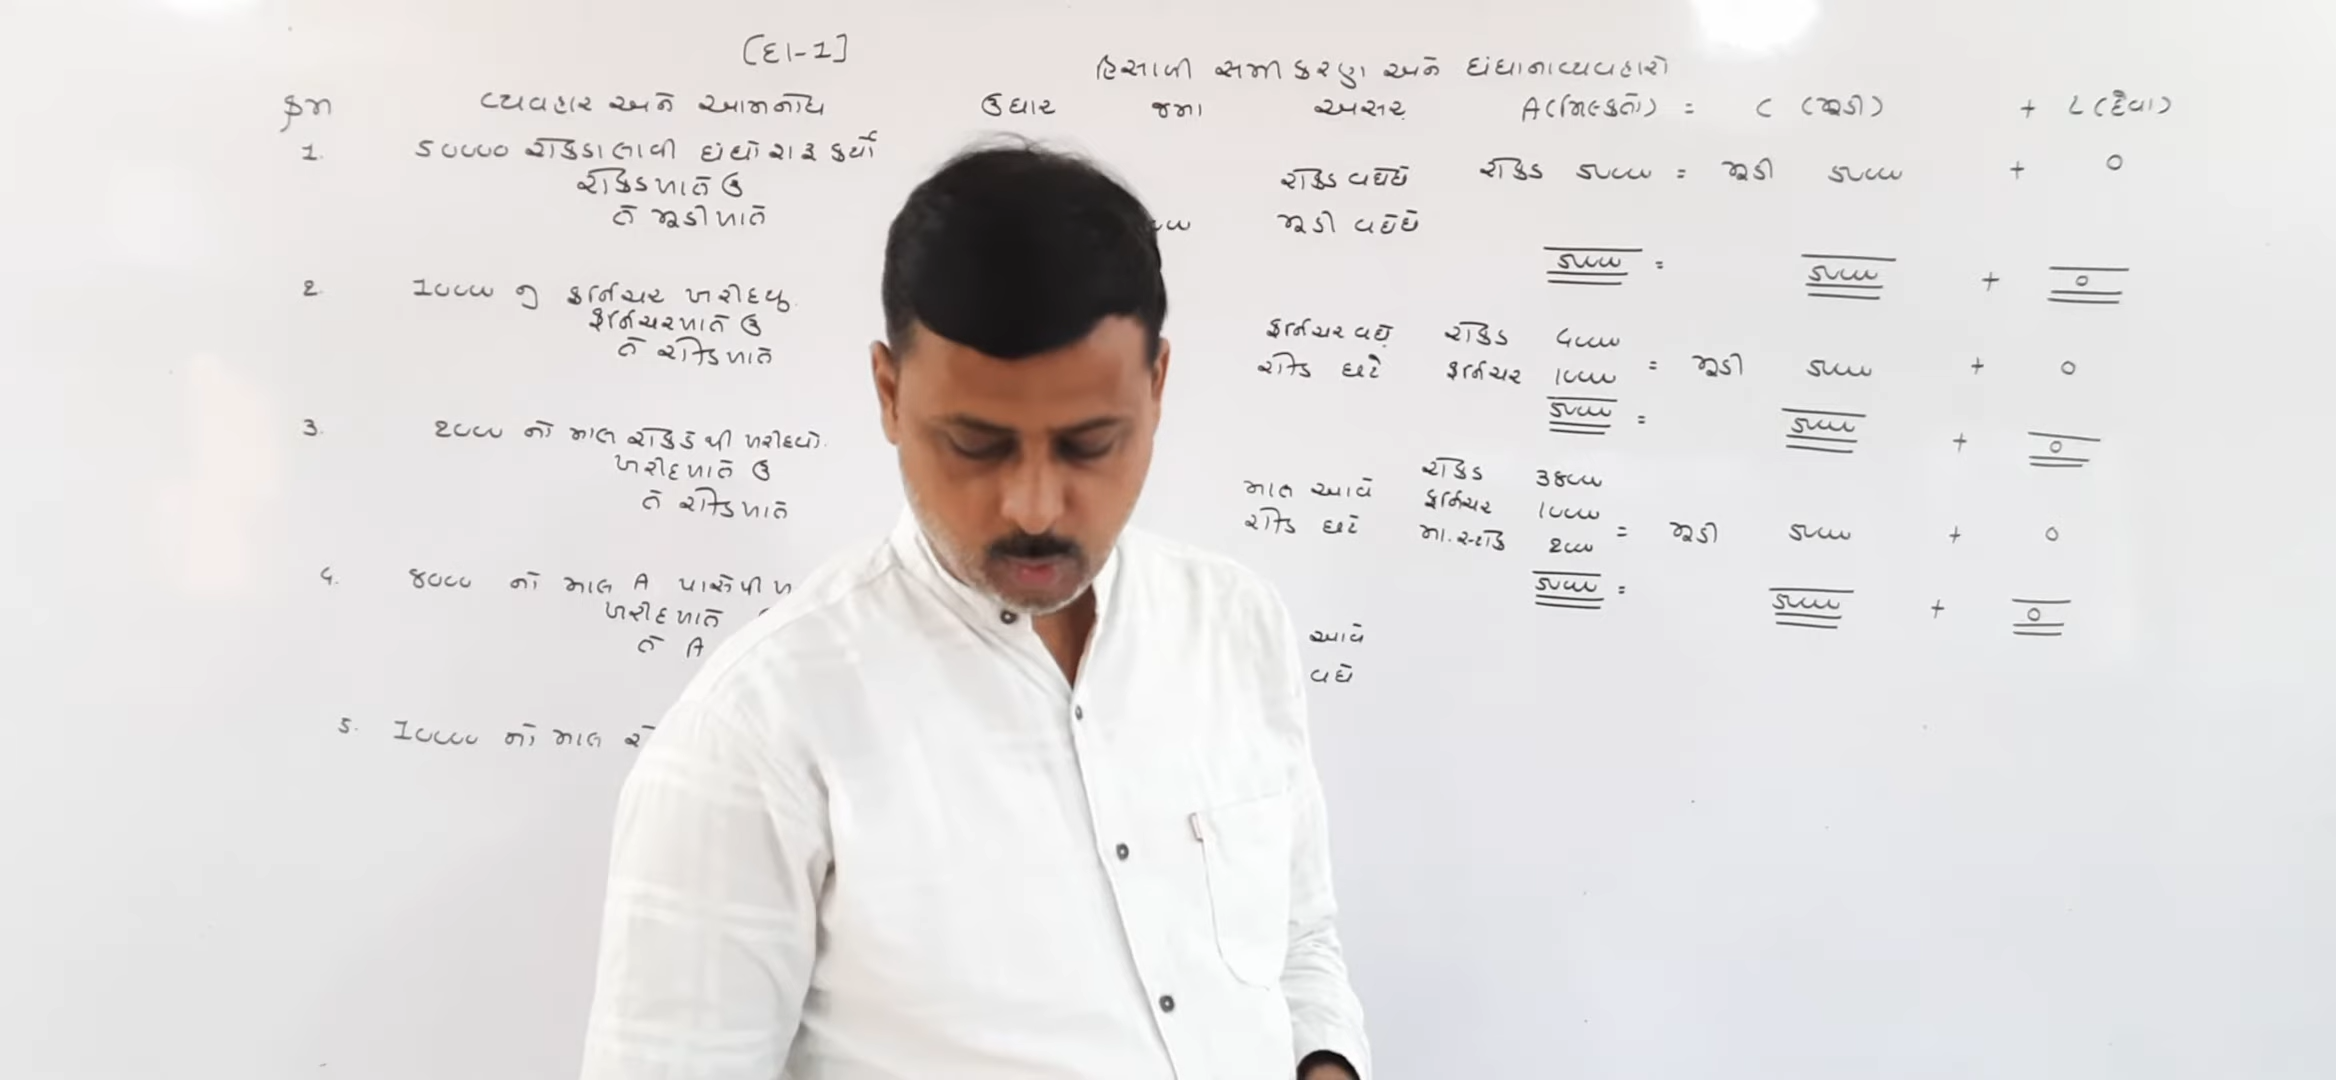 [દા-1]
હિસાબી સમીકરણ અને ધંધાના વ્યવહારો
ક્રમ વ્યવહાર અને આમનોંધ ઉધાર જમા અસર A (મિલ્કતો) = C (મૂડી) + L (દેવા)
1. 50000 રોકડા લાવી ધંધો શરૂ કર્યો
રોકડ ખાતે ઉ
તે મૂડી ખાતે
રોકડ વધશે રોકડ 50000 = મૂડી 50000 + 0
મૂડી વધશે
50000 = 50000 + 0
2. 10000 નુ ફર્નિચર ખરીદ્યુ.
ફર્નિચર ખાતે ઉ
તે રોકડ ખાતે
ફર્નિચર વધે રોકડ 40000
રોકડ ઘટે ફર્નિચર 10000 = મૂડી 50000 + 0
50000 = 50000 + 0
3. 2000 નો માલ રોકડેથી ખરીદ્યો.
ખરીદ ખાતે ઉ
તે રોકડ ખાતે
રોકડ 38000
માલ આવે ફર્નિચર 10000
રોકડ ઘટે મા.સ્ટોક 2000 = મૂડી 50000 + 0
50000 = 50000 + 0
4. 4000 નો માલ A પાસેથી
ખરીદ ખાતે
તે A
આવે
વધે
5. 10000 નો માલ